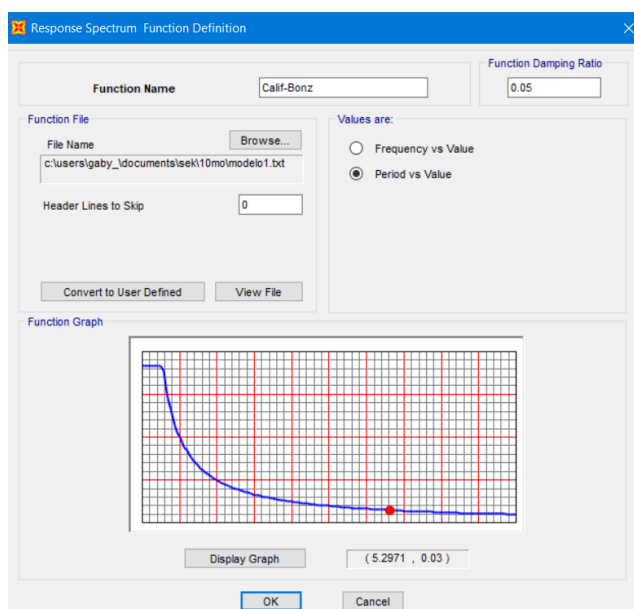 Response Spectrum Function Definition
Function Damping Ratio
Function Name
Calif-Bonz
0.05
Function File
Values are:
File Name
Browse...
Frequency vs Value
c:\users\gaby_\documents\sek\10mo\modelo1.txt
Period vs Value
Header Lines to Skip
0
Convert to User Defined
View File
Function Graph
Display Graph
( 5.2971 , 0.03 )
OK
Cancel